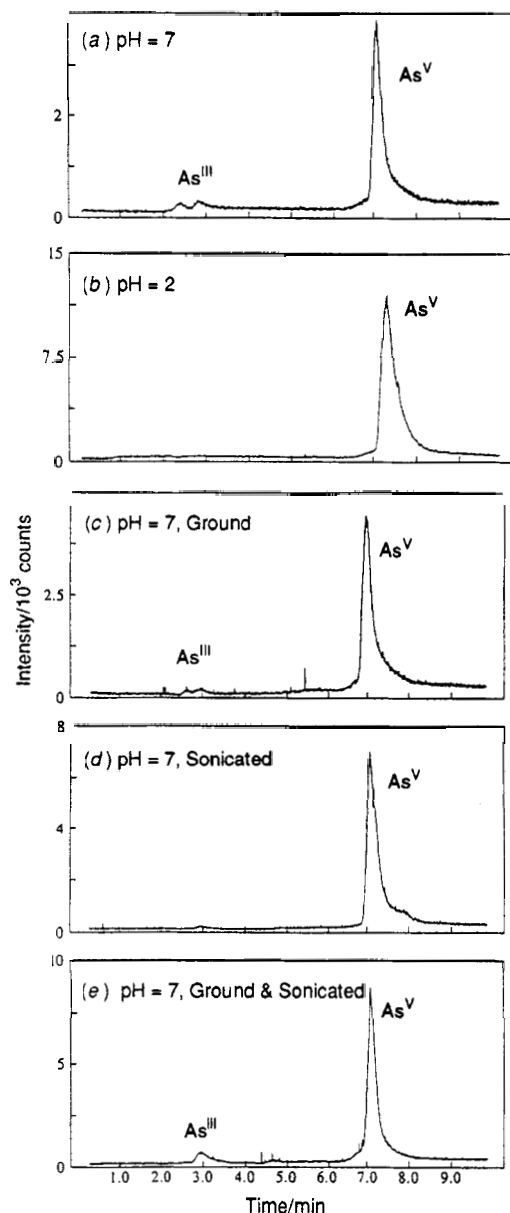 (a) pH = 7
As^V
2
As^III
0
15
(b) pH = 2
As^V
7.5
0
(c) pH = 7, Ground
As^V
2.5
As^III
0
8
(d) pH = 7, Sonicated
As^V
4
0
10
(e) pH = 7, Ground & Sonicated
As^V
5
As^III
0
1.0 2.0 3.0 4.0 5.0 6.0 7.0 8.0 9.0
Time/min
Intensity/10³ counts